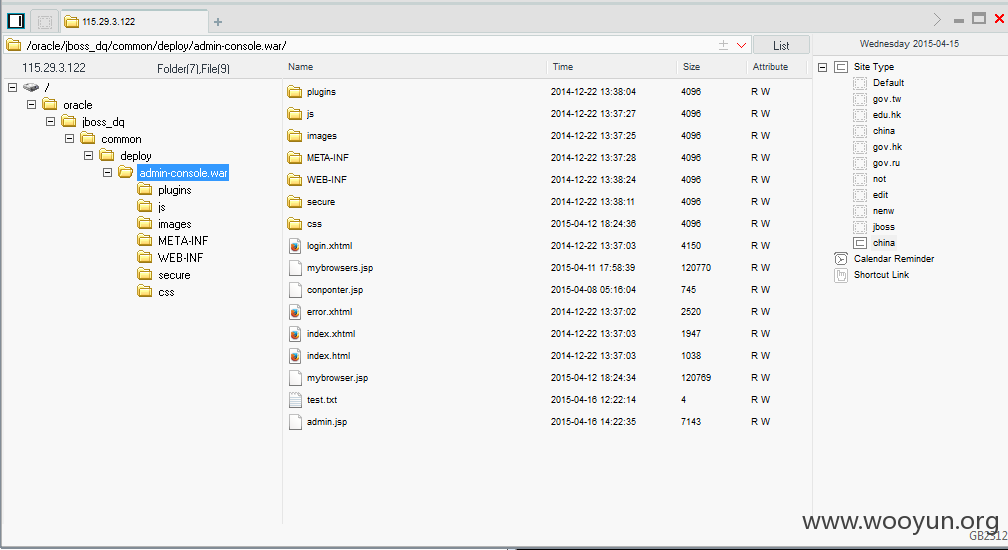 115.29.3.122
/oracle/jboss_dq/common/deploy/admin-console.war/
List
Wednesday 2015-04-15
115.29.3.122 Folder(7),File(9)
/
oracle
jboss_dq
common
deploy
admin-console.war
plugins
js
images
META-INF
WEB-INF
secure
css
Name Time Size Attribute
plugins 2014-12-22 13:38:04 4096 R W
js 2014-12-22 13:37:27 4096 R W
images 2014-12-22 13:37:25 4096 R W
META-INF 2014-12-22 13:37:28 4096 R W
WEB-INF 2014-12-22 13:38:24 4096 R W
secure 2014-12-22 13:38:11 4096 R W
css 2015-04-12 18:24:36 4096 R W
login.xhtml 2014-12-22 13:37:03 4150 R W
mybrowsers.jsp 2015-04-11 17:58:39 120770 R W
conponter.jsp 2015-04-08 05:16:04 745 R W
error.xhtml 2014-12-22 13:37:02 2520 R W
index.xhtml 2014-12-22 13:37:03 1947 R W
index.html 2014-12-22 13:37:03 1038 R W
mybrowser.jsp 2015-04-12 18:24:34 120769 R W
test.txt 2015-04-16 12:22:14 4 R W
admin.jsp 2015-04-16 14:22:35 7143 R W
Site Type
Default
gov.tw
edu.hk
china
gov.hk
gov.ru
not
edit
nenw
jboss
china
Calendar Reminder
Shortcut Link
www.wooyun.org
GB2312